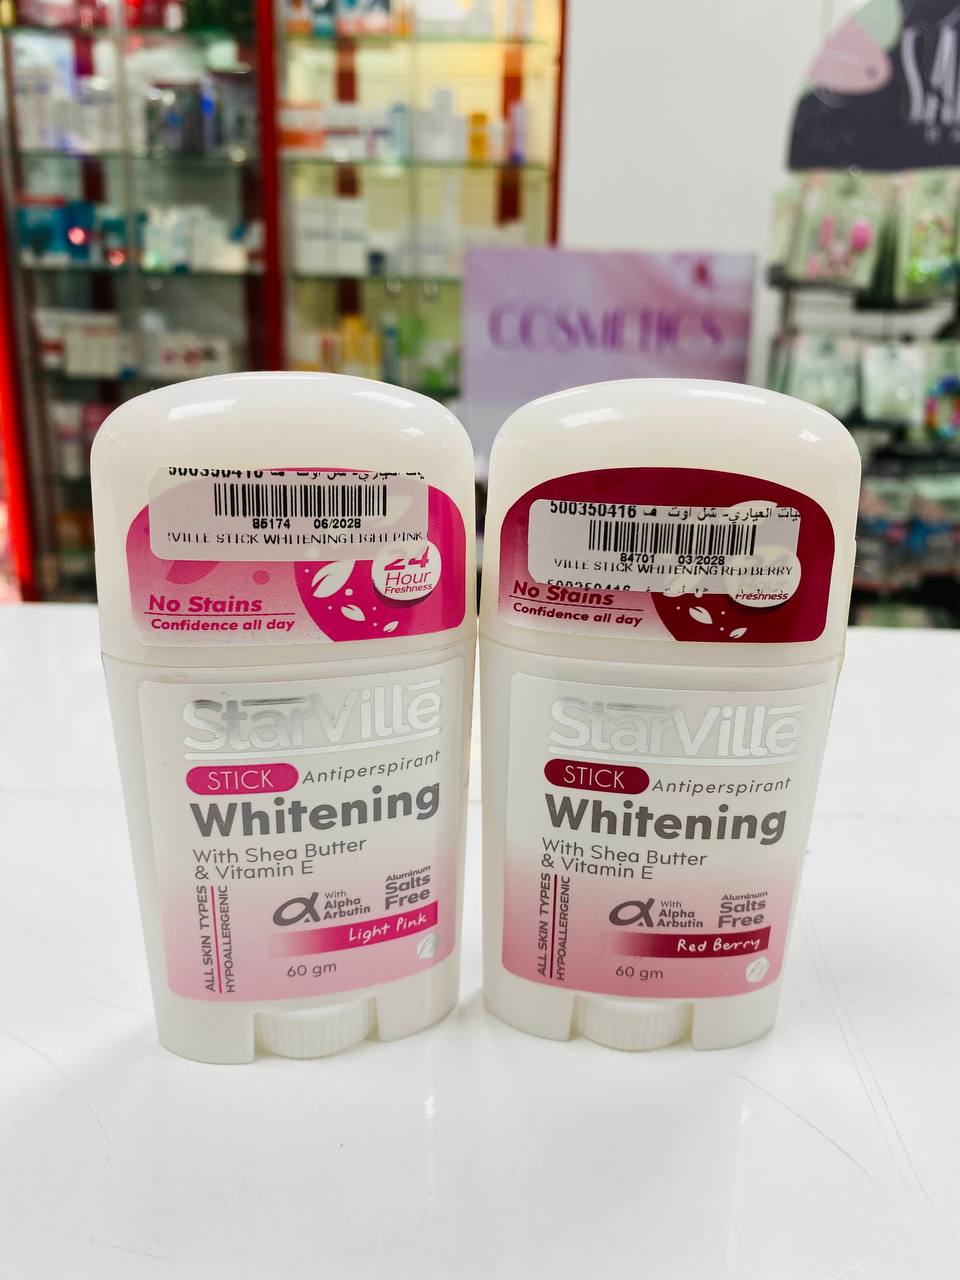 COSMETICS
500350416
85174 06/2028
VILLE STICK WHITENING LIGHT PINK
24
Hour
Freshness
No Stains
Confidence all day
StarVille
STICK Antiperspirant
Whitening
With Shea Butter
& Vitamin E
ALL SKIN TYPES
HYPOALLERGENIC
With
Alpha
Arbutin
Aluminum
Salts
Free
Light Pink
60 gm
500350416 شل اوت
84701 03/2028
VILLE STICK WHITENING RED BERRY
Hour
Freshness
No Stains
Confidence all day
StarVille
STICK Antiperspirant
Whitening
With Shea Butter
& Vitamin E
ALL SKIN TYPES
HYPOALLERGENIC
With
Alpha
Arbutin
Aluminum
Salts
Free
Red Berry
60 gm